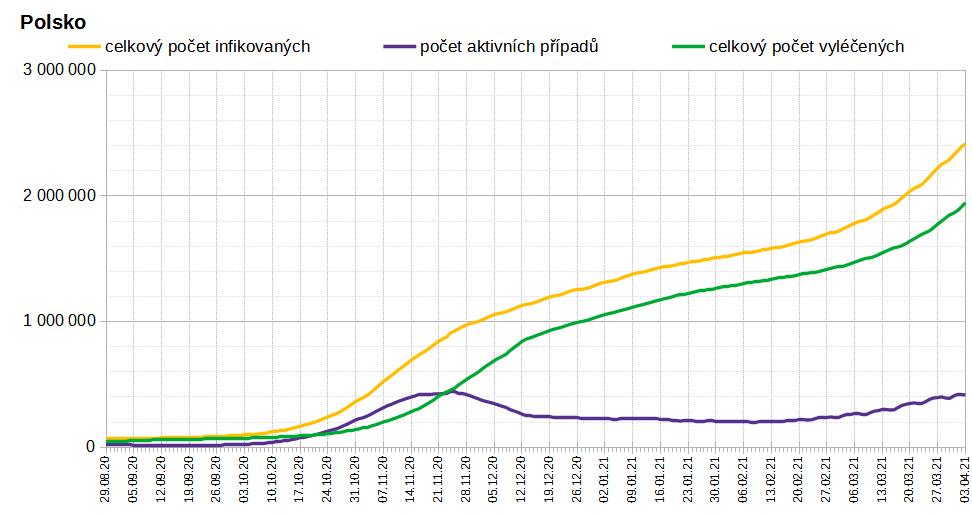 Polsko
celkový počet infikovaných počet aktivních případů celkový počet vyléčených
3 000 000
2 000 000
1 000 000
0
29.08.20 05.09.20 12.09.20 19.09.20 26.09.20 03.10.20 10.10.20 17.10.20 24.10.20 31.10.20 07.11.20 14.11.20 21.11.20 28.11.20 05.12.20 12.12.20 19.12.20 26.12.20 02.01.21 09.01.21 16.01.21 23.01.21 30.01.21 06.02.21 13.02.21 20.02.21 27.02.21 06.03.21 13.03.21 20.03.21 27.03.21 03.04.21